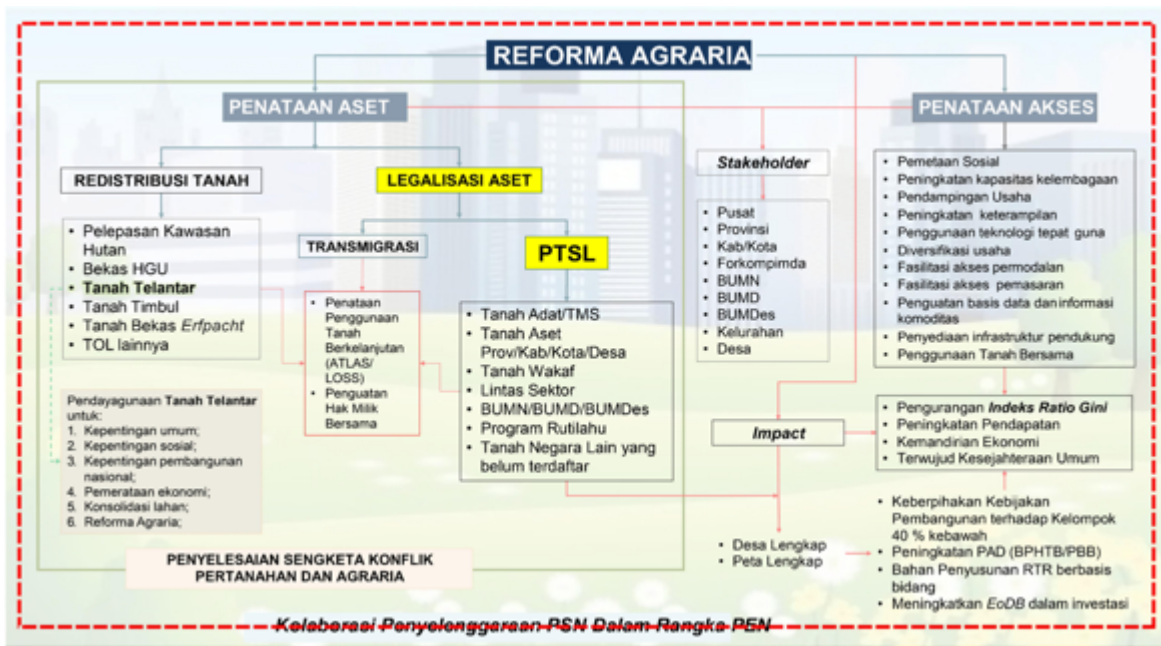 REFORMA AGRARIA
PENATAAN ASET
PENATAAN AKSES
REDISTRIBUSI TANAH
LEGALISASI ASET
• Pelepasan Kawasan
Hutan
• Bekas HGU
• Tanah Telantar
• Tanah Timbul
• Tanah Bekas Erfpacht
• TOL lainnya
TRANSMIGRASI
PTSL
• Penataan
Penggunaan
Tanah
Berkelanjutan
(ATLAS/
LOSS)
• Penguatan
Hak Milik
Bersama
• Tanah Adat/TMS
• Tanah Aset
Prov/Kab/Kota/Desa
• Tanah Wakaf
• Lintas Sektor
• BUMN/BUMD/BUMDes
• Program Rutilahu
• Tanah Negara Lain yang
belum terdaftar
Pendayagunaan Tanah Telantar
untuk:
1. Kepentingan umum;
2. Kepentingan sosial;
3. Kepentingan pembangunan
nasional;
4. Pemerataan ekonomi;
5. Konsolidasi lahan;
6. Reforma Agraria;
PENYELESAIAN SENGKETA KONFLIK
PERTANAHAN DAN AGRARIA
Stakeholder
• Pusat
• Provinsi
• Kab/Kota
• Forkompimda
• BUMN
• BUMD
• BUMDes
• Kelurahan
• Desa
• Pemetaan Sosial
• Peningkatan kapasitas kelembagaan
• Pendampingan Usaha
• Peningkatan keterampilan
• Penggunaan teknologi tepat guna
• Diversifikasi usaha
• Fasilitasi akses permodalan
• Fasilitasi akses pemasaran
• Penguatan basis data dan informasi
komoditas
• Penyediaan infrastruktur pendukung
• Penggunaan Tanah Bersama
Impact
• Pengurangan Indeks Ratio Gini
• Peningkatan Pendapatan
• Kemandirian Ekonomi
• Terwujud Kesejahteraan Umum
• Desa Lengkap
• Peta Lengkap
• Keberpihakan Kebijakan
Pembangunan terhadap Kelompok
40 % kebawah
• Peningkatan PAD (BPHTB/PBB)
• Bahan Penyusunan RTR berbasis
bidang
• Meningkatkan EoDB dalam investasi
Kolaborasi Penyelenggaraan PSN Dalam Rangka PEN